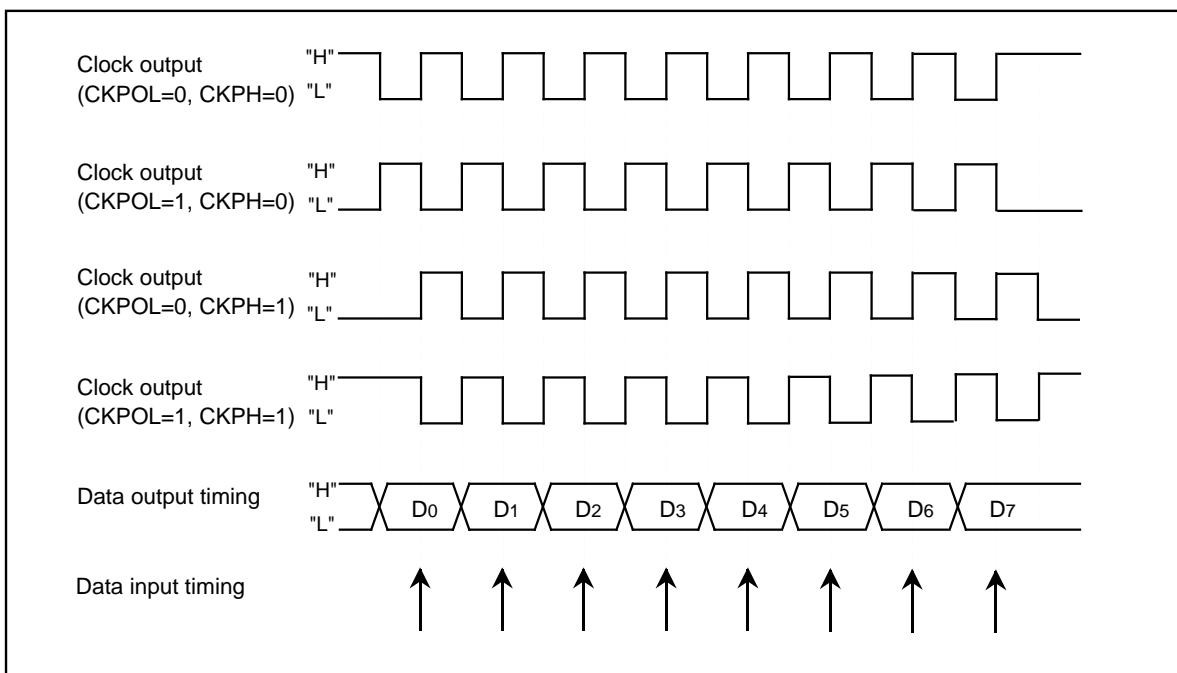 Clock output
(CKPOL=0, CKPH=0)
"H"
"L"
Clock output
(CKPOL=1, CKPH=0)
"H"
"L"
Clock output
(CKPOL=0, CKPH=1)
"H"
"L"
Clock output
(CKPOL=1, CKPH=1)
"H"
"L"
Data output timing
"H"
"L"
D0 D1 D2 D3 D4 D5 D6 D7
Data input timing